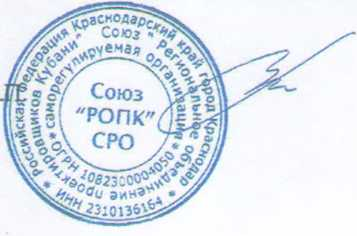 Российская Федерация Краснодарский край город Краснодар
Союз "Региональное объединение проектировщиков Кубани"
саморегулируемая организация
ОГРН 1082300004050
ИНН 2310136164
Союз
"РОПК"
СРО